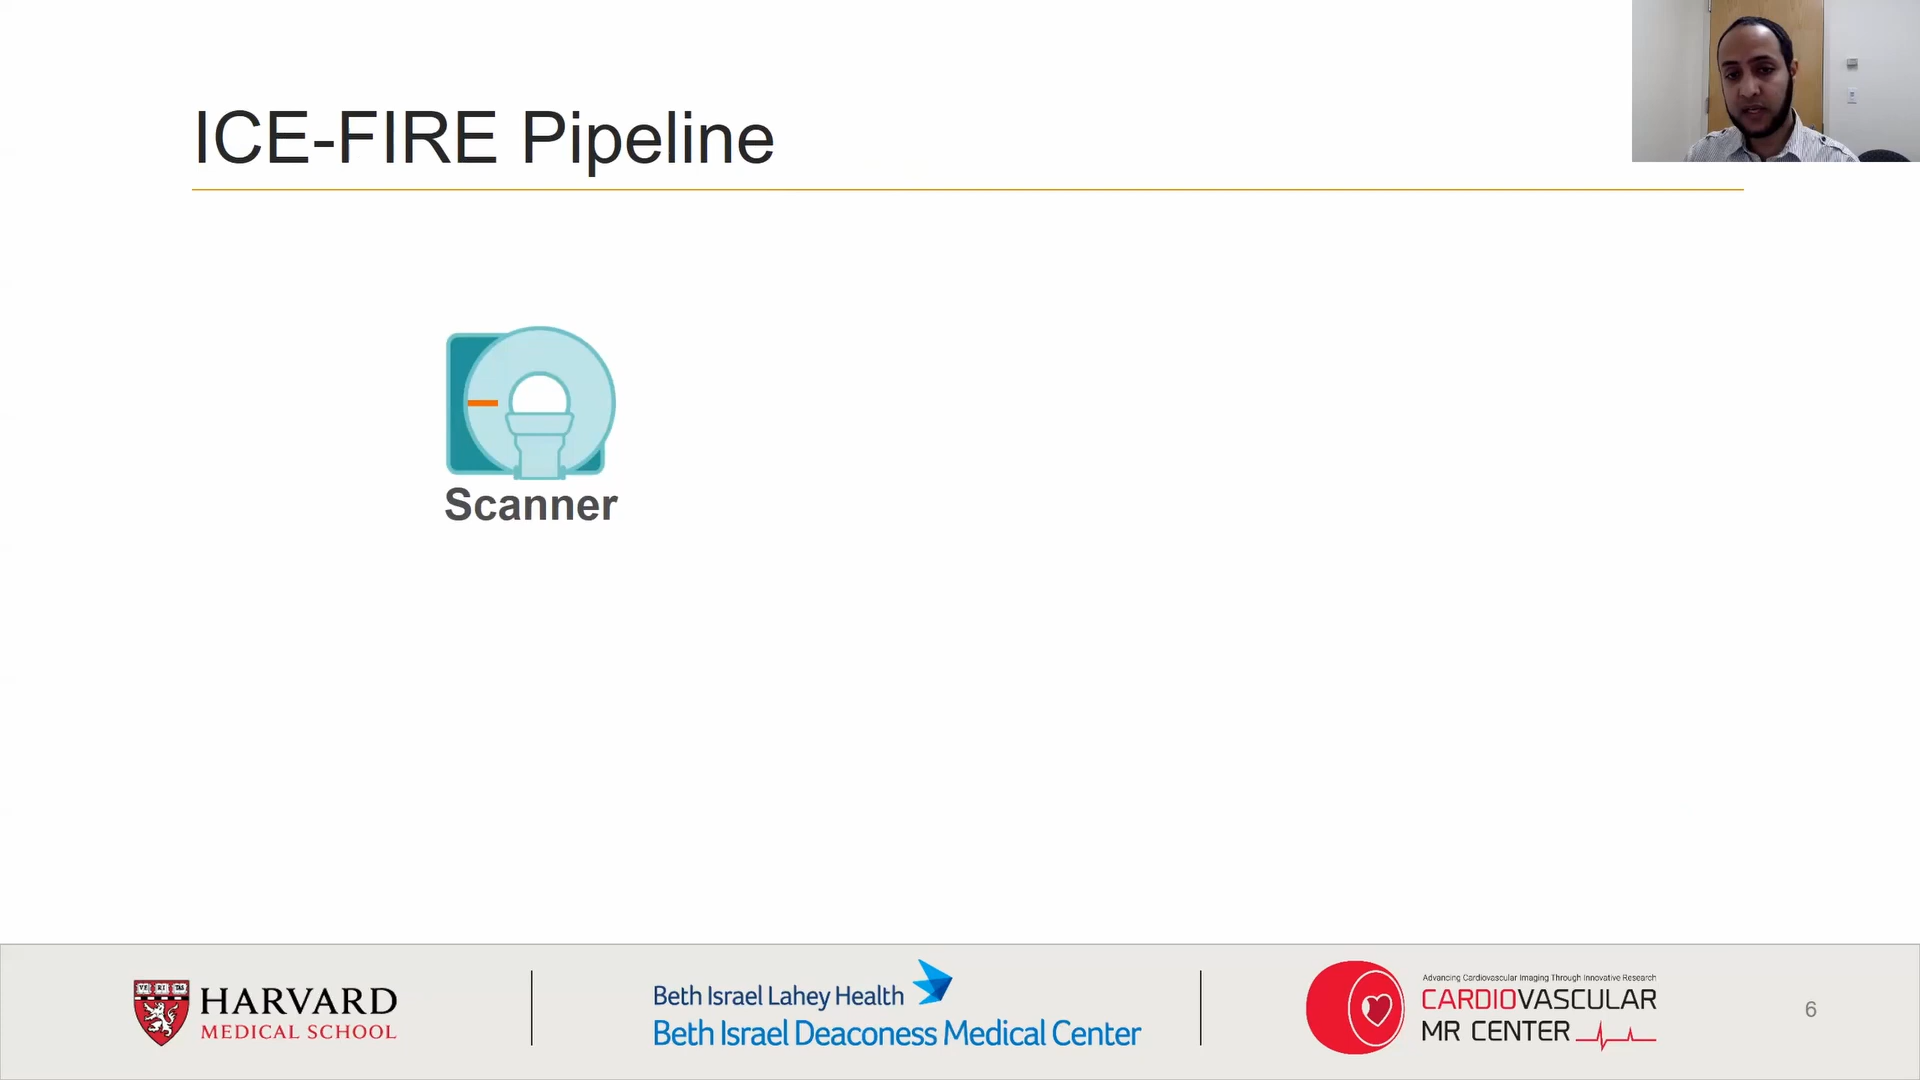 ICE-FIRE Pipeline
Scanner
VE RI TAS
HARVARD
MEDICAL SCHOOL
Beth Israel Lahey Health
Beth Israel Deaconess Medical Center
Advancing Cardiovascular Imaging Through Innovative Research
CARDIOVASCULAR
MR CENTER
6